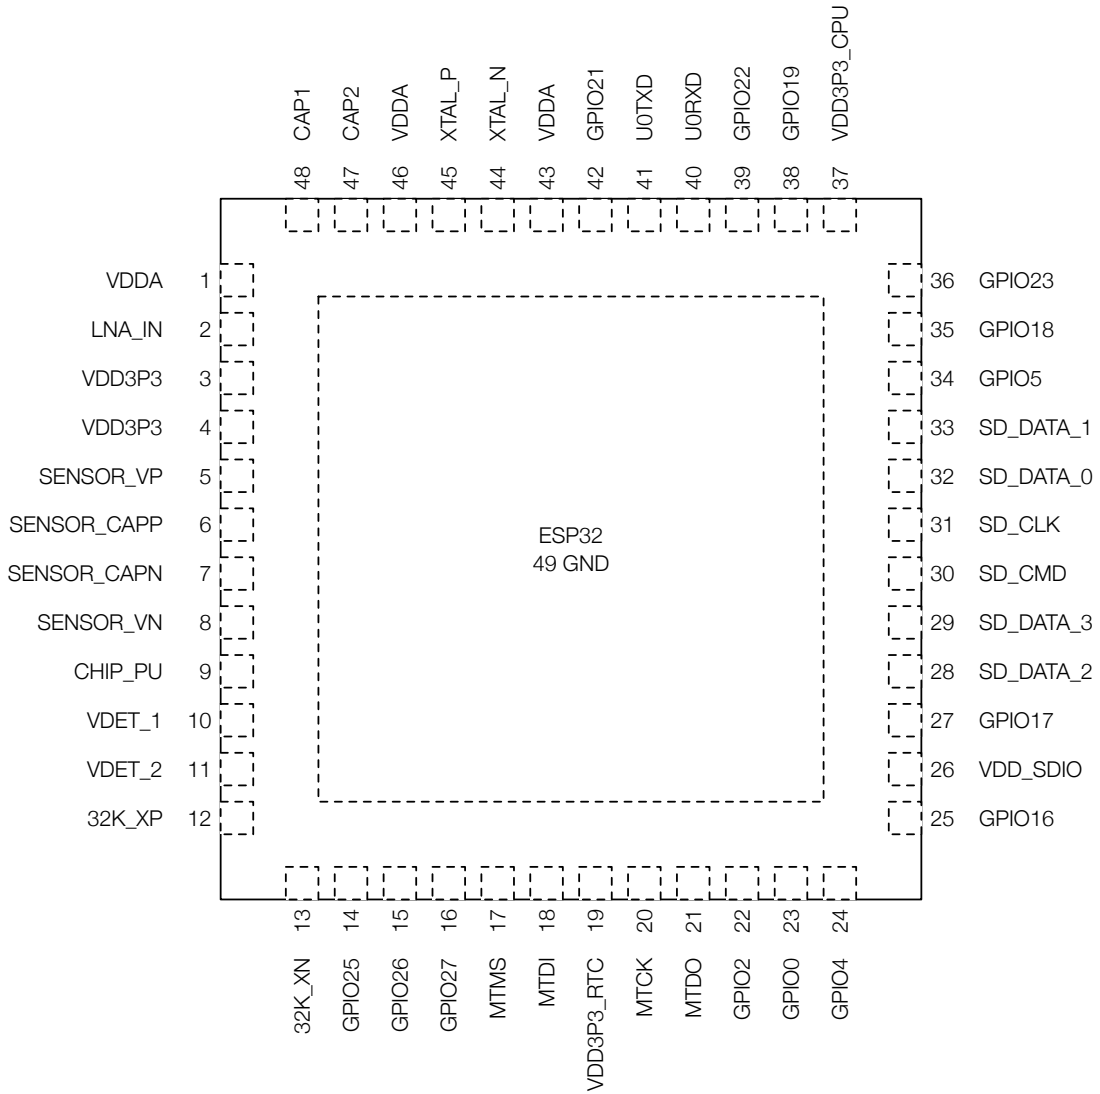 CAP1 48
CAP2 47
VDDA 46
XTAL_P 45
XTAL_N 44
VDDA 43
GPIO21 42
U0TXD 41
U0RXD 40
GPIO22 39
GPIO19 38
VDD3P3_CPU 37
VDDA 1
LNA_IN 2
VDD3P3 3
VDD3P3 4
SENSOR_VP 5
SENSOR_CAPP 6
SENSOR_CAPN 7
SENSOR_VN 8
CHIP_PU 9
VDET_1 10
VDET_2 11
32K_XP 12
ESP32
49 GND
36 GPIO23
35 GPIO18
34 GPIO5
33 SD_DATA_1
32 SD_DATA_0
31 SD_CLK
30 SD_CMD
29 SD_DATA_3
28 SD_DATA_2
27 GPIO17
26 VDD_SDIO
25 GPIO16
32K_XN 13
GPIO25 14
GPIO26 15
GPIO27 16
MTMS 17
MTDI 18
VDD3P3_RTC 19
MTCK 20
MTDO 21
GPIO2 22
GPIO0 23
GPIO4 24